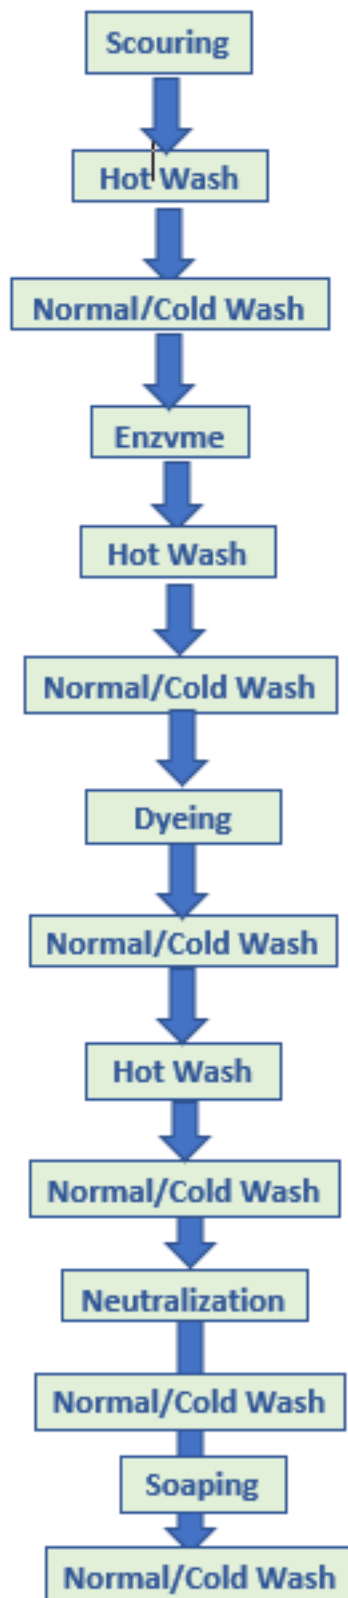 Scouring
Hot Wash
Normal/Cold Wash
Enzyme
Hot Wash
Normal/Cold Wash
Dyeing
Normal/Cold Wash
Hot Wash
Normal/Cold Wash
Neutralization
Normal/Cold Wash
Soaping
Normal/Cold Wash